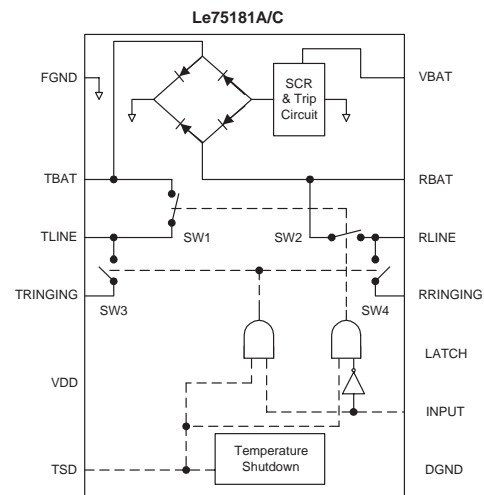 Le75181A/C
FGND
VBAT
SCR
& Trip
Circuit
TBAT
RBAT
TLINE
SW1
SW2
RLINE
TRINGING
SW3
SW4
RRINGING
LATCH
VDD
INPUT
Temperature
Shutdown
TSD
DGND